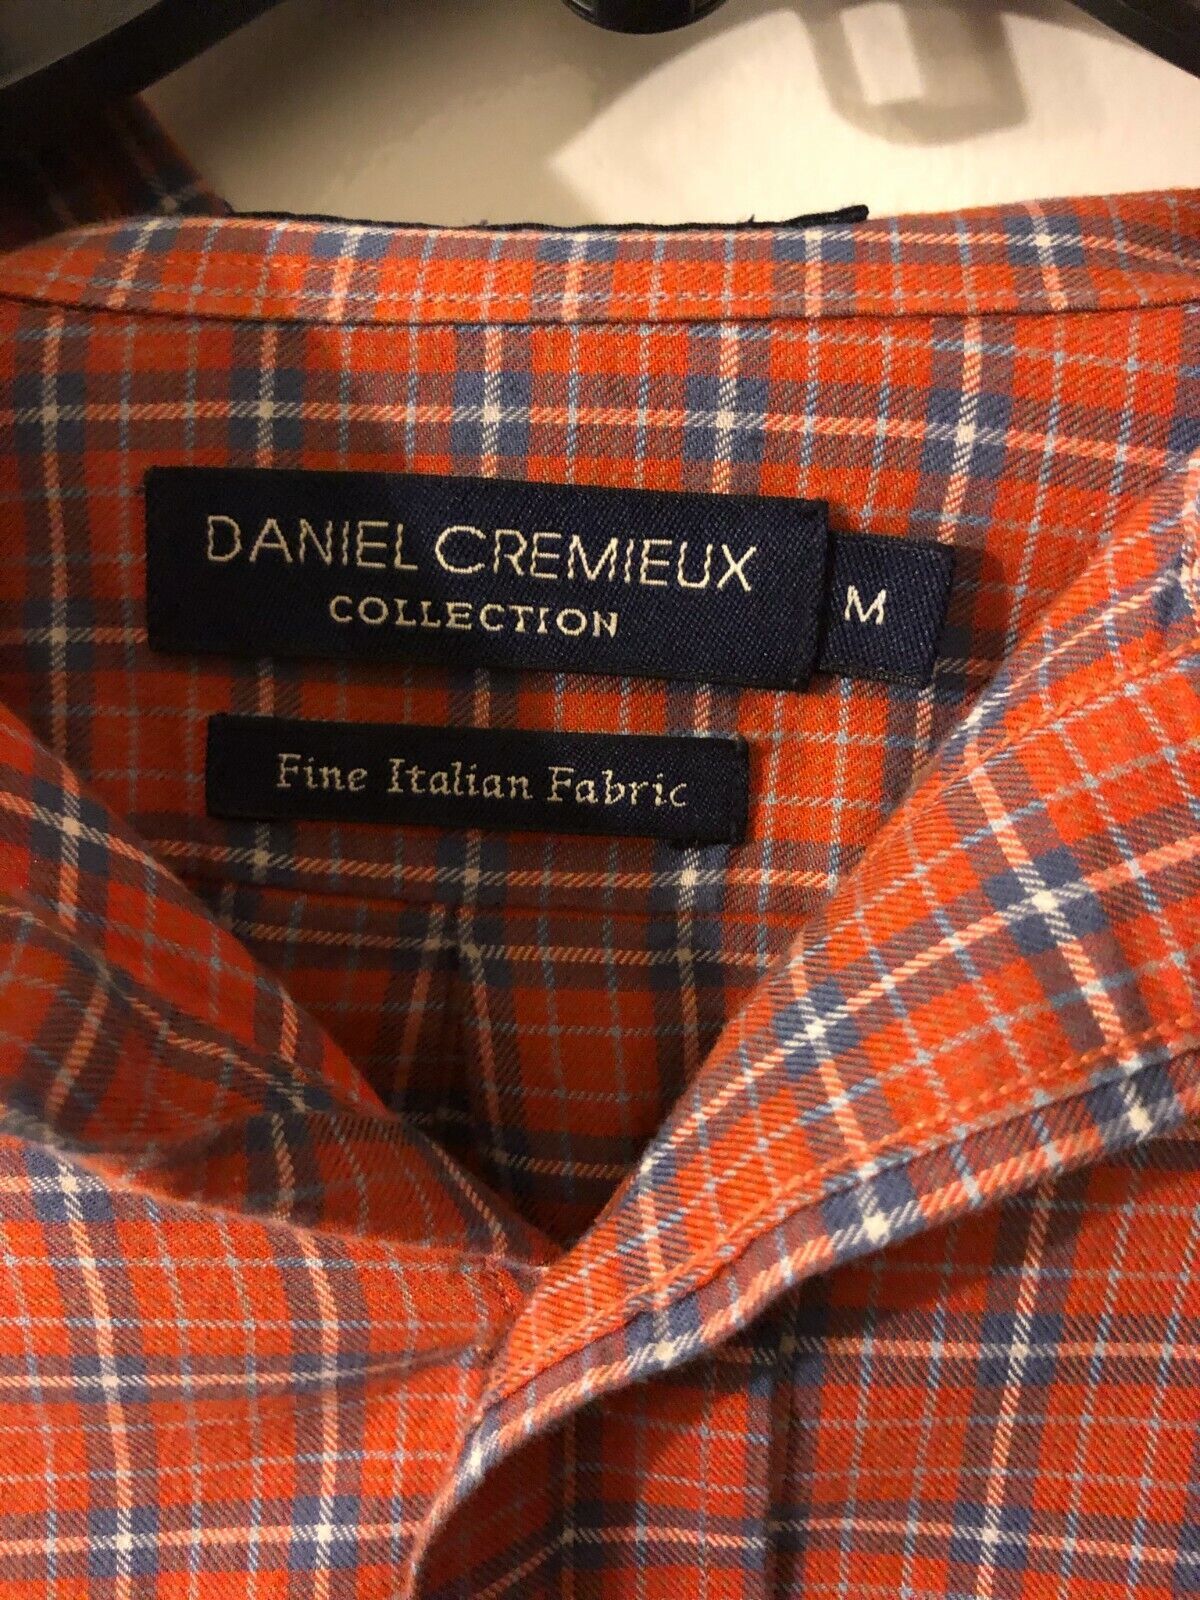 DANIEL CREMIEUX
COLLECTION
M
Fine Italian Fabric